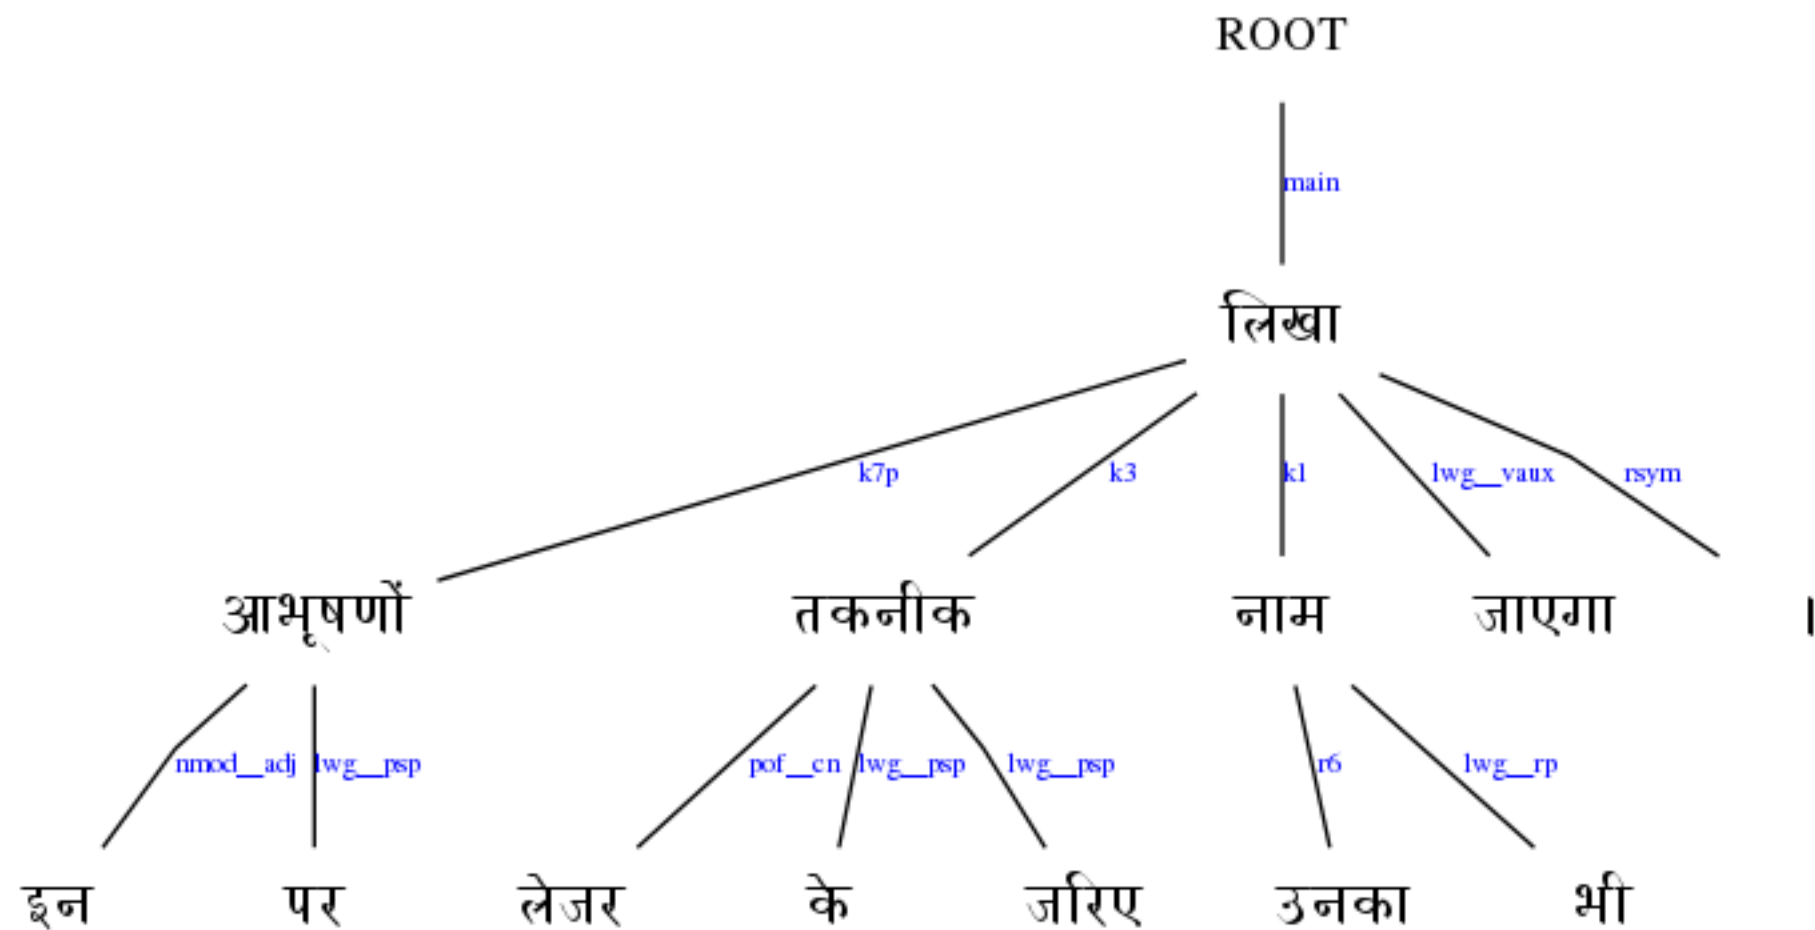 ROOT
main
लिखा
k7p k3 k1 lwg__vaux rsym
आभूषणों तकनीक नाम जाएगा ।
nmod__adj lwg__psp pof__cn lwg__psp lwg__psp r6 lwg__rp
इन पर लेजर के जरिए उनका भी